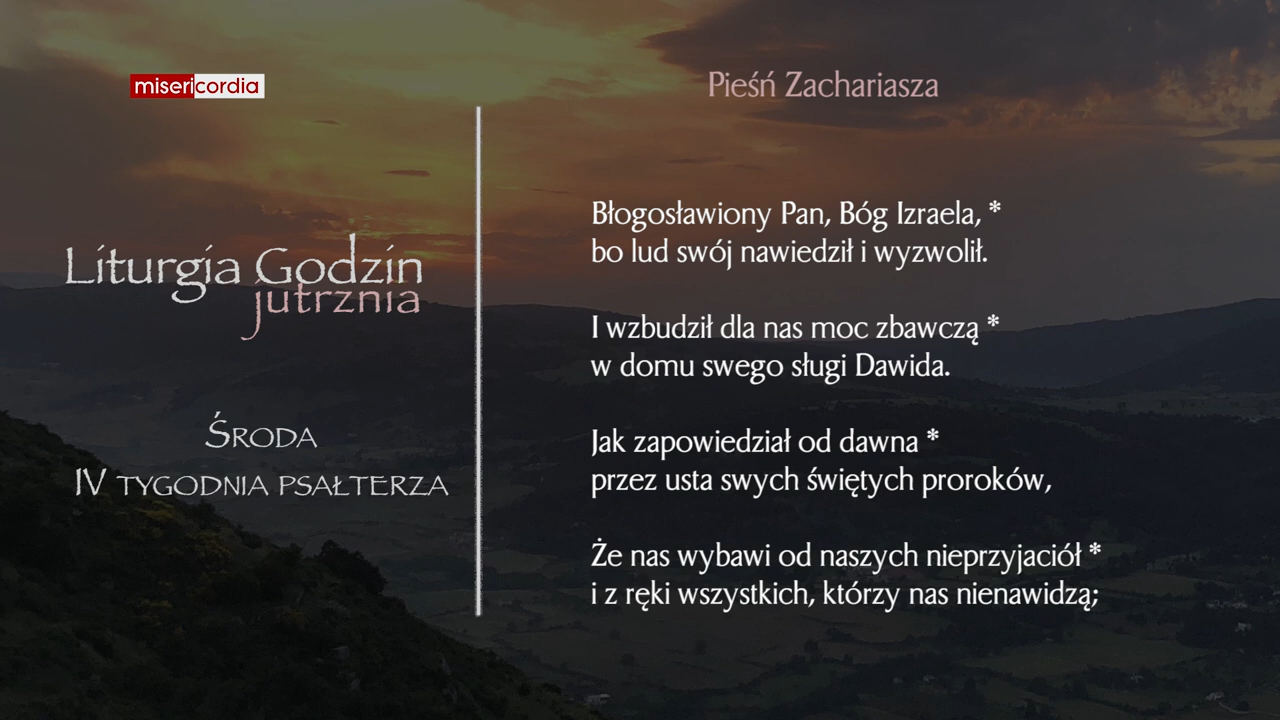 misericordia
Liturgia Godzin
jutrznia
Środa
IV tygodnia psałterza
Pieśń Zachariasza
Błogosławiony Pan, Bóg Izraela, *
bo lud swój nawiedził i wyzwolił.
I wzbudził dla nas moc zbawczą *
w domu swego sługi Dawida.
Jak zapowiedział od dawna *
przez usta swych świętych proroków,
Że nas wybawi od naszych nieprzyjaciół *
i z ręki wszystkich, którzy nas nienawidzą;